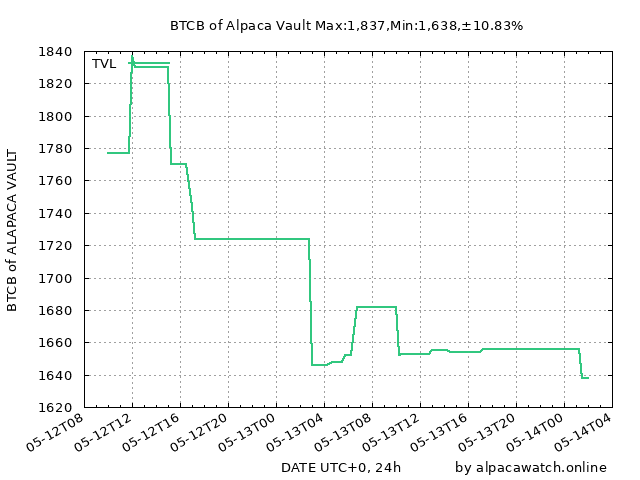 BTCB of Alpaca Vault Max:1,837,Min:1,638,±10.83%
TVL
1840
1820
1800
1780
1760
1740
1720
1700
1680
1660
1640
1620
BTCB of ALAPACA VAULT
05-12T08
05-12T12
05-12T16
05-12T20
05-13T00
05-13T04
05-13T08
05-13T12
05-13T16
05-13T20
05-14T00
05-14T04
DATE UTC+0, 24h
by alpacawatch.online